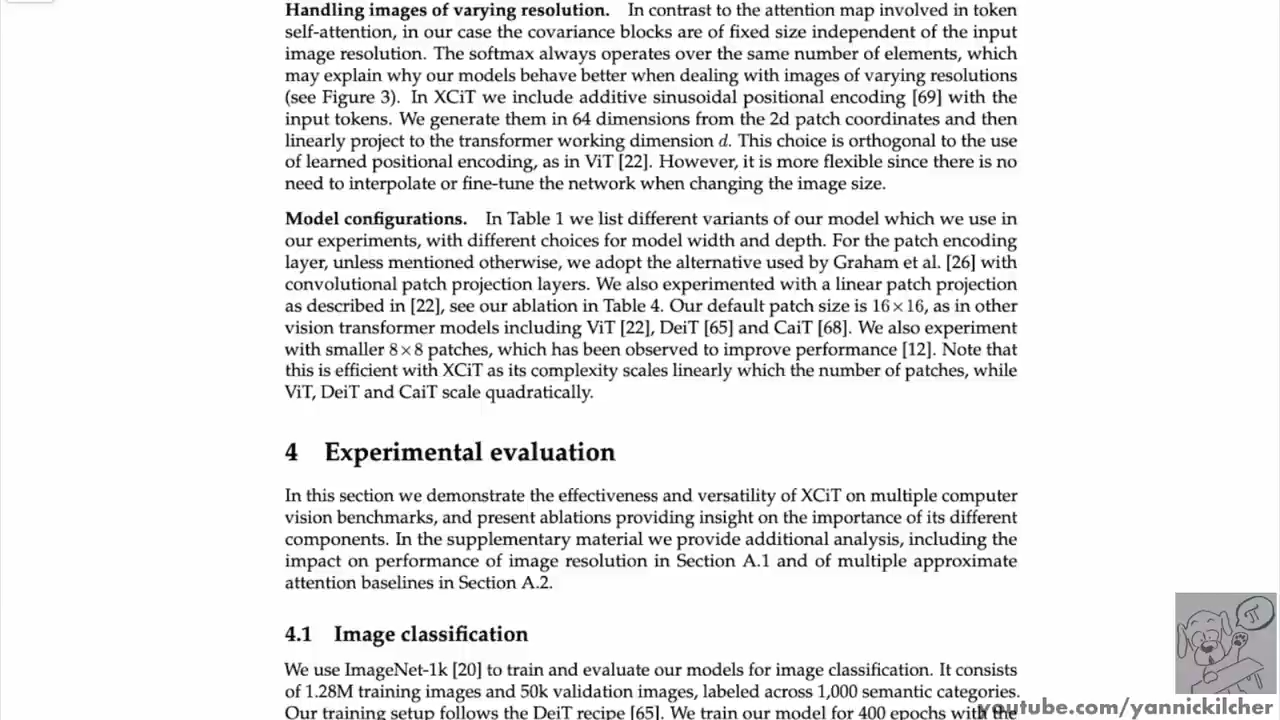 Handling images of varying resolution. In contrast to the attention map involved in token
self-attention, in our case the covariance blocks are of fixed size independent of the input
image resolution. The softmax always operates over the same number of elements, which
may explain why our models behave better when dealing with images of varying resolutions
(see Figure 3). In XCiT we include additive sinusoidal positional encoding [69] with the
input tokens. We generate them in 64 dimensions from the 2d patch coordinates and then
linearly project to the transformer working dimension d. This choice is orthogonal to the use
of learned positional encoding, as in ViT [22]. However, it is more flexible since there is no
need to interpolate or fine-tune the network when changing the image size.
Model configurations. In Table 1 we list different variants of our model which we use in
our experiments, with different choices for model width and depth. For the patch encoding
layer, unless mentioned otherwise, we adopt the alternative used by Graham et al. [26] with
convolutional patch projection layers. We also experimented with a linear patch projection
as described in [22], see our ablation in Table 4. Our default patch size is 16×16, as in other
vision transformer models including ViT [22], DeiT [65] and CaiT [68]. We also experiment
with smaller 8×8 patches, which has been observed to improve performance [12]. Note that
this is efficient with XCiT as its complexity scales linearly which the number of patches, while
ViT, DeiT and CaiT scale quadratically.
4 Experimental evaluation
In this section we demonstrate the effectiveness and versatility of XCiT on multiple computer
vision benchmarks, and present ablations providing insight on the importance of its different
components. In the supplementary material we provide additional analysis, including the
impact on performance of image resolution in Section A.1 and of multiple approximate
attention baselines in Section A.2.
4.1 Image classification
We use ImageNet-1k [20] to train and evaluate our models for image classification. It consists
of 1.28M training images and 50k validation images, labeled across 1,000 semantic categories.
Our training setup follows the DeiT recipe [65]. We train our model for 400 epochs with the
π
youtube.com/yannickilcher